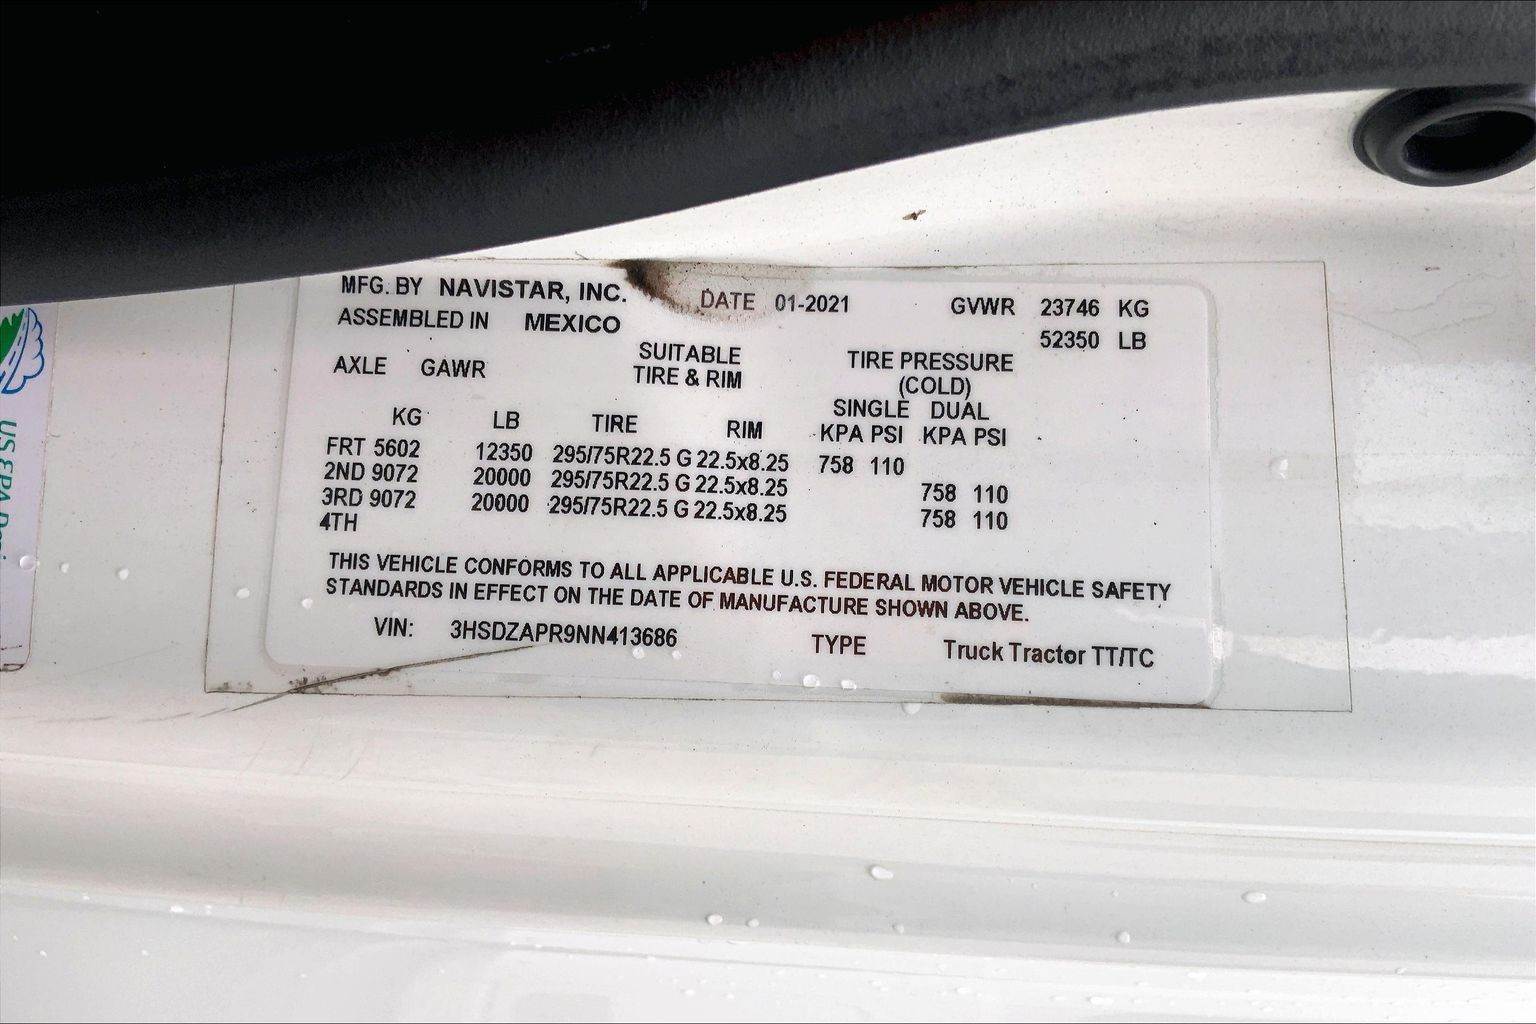 MFG. BY NAVISTAR, INC. DATE 01-2021 GVWR 23746 KG
ASSEMBLED IN MEXICO 52350 LB
AXLE GAWR SUITABLE TIRE & RIM TIRE PRESSURE (COLD)
SINGLE DUAL
KG LB TIRE RIM KPA PSI KPA PSI
FRT 5602 12350 295/75R22.5 G 22.5x8.25 758 110
2ND 9072 20000 295/75R22.5 G 22.5x8.25 758 110
3RD 9072 20000 295/75R22.5 G 22.5x8.25 758 110
4TH
THIS VEHICLE CONFORMS TO ALL APPLICABLE U.S. FEDERAL MOTOR VEHICLE SAFETY
STANDARDS IN EFFECT ON THE DATE OF MANUFACTURE SHOWN ABOVE.
VIN: 3HSDZAPR9NN413686 TYPE Truck Tractor TT/TC
US EPA